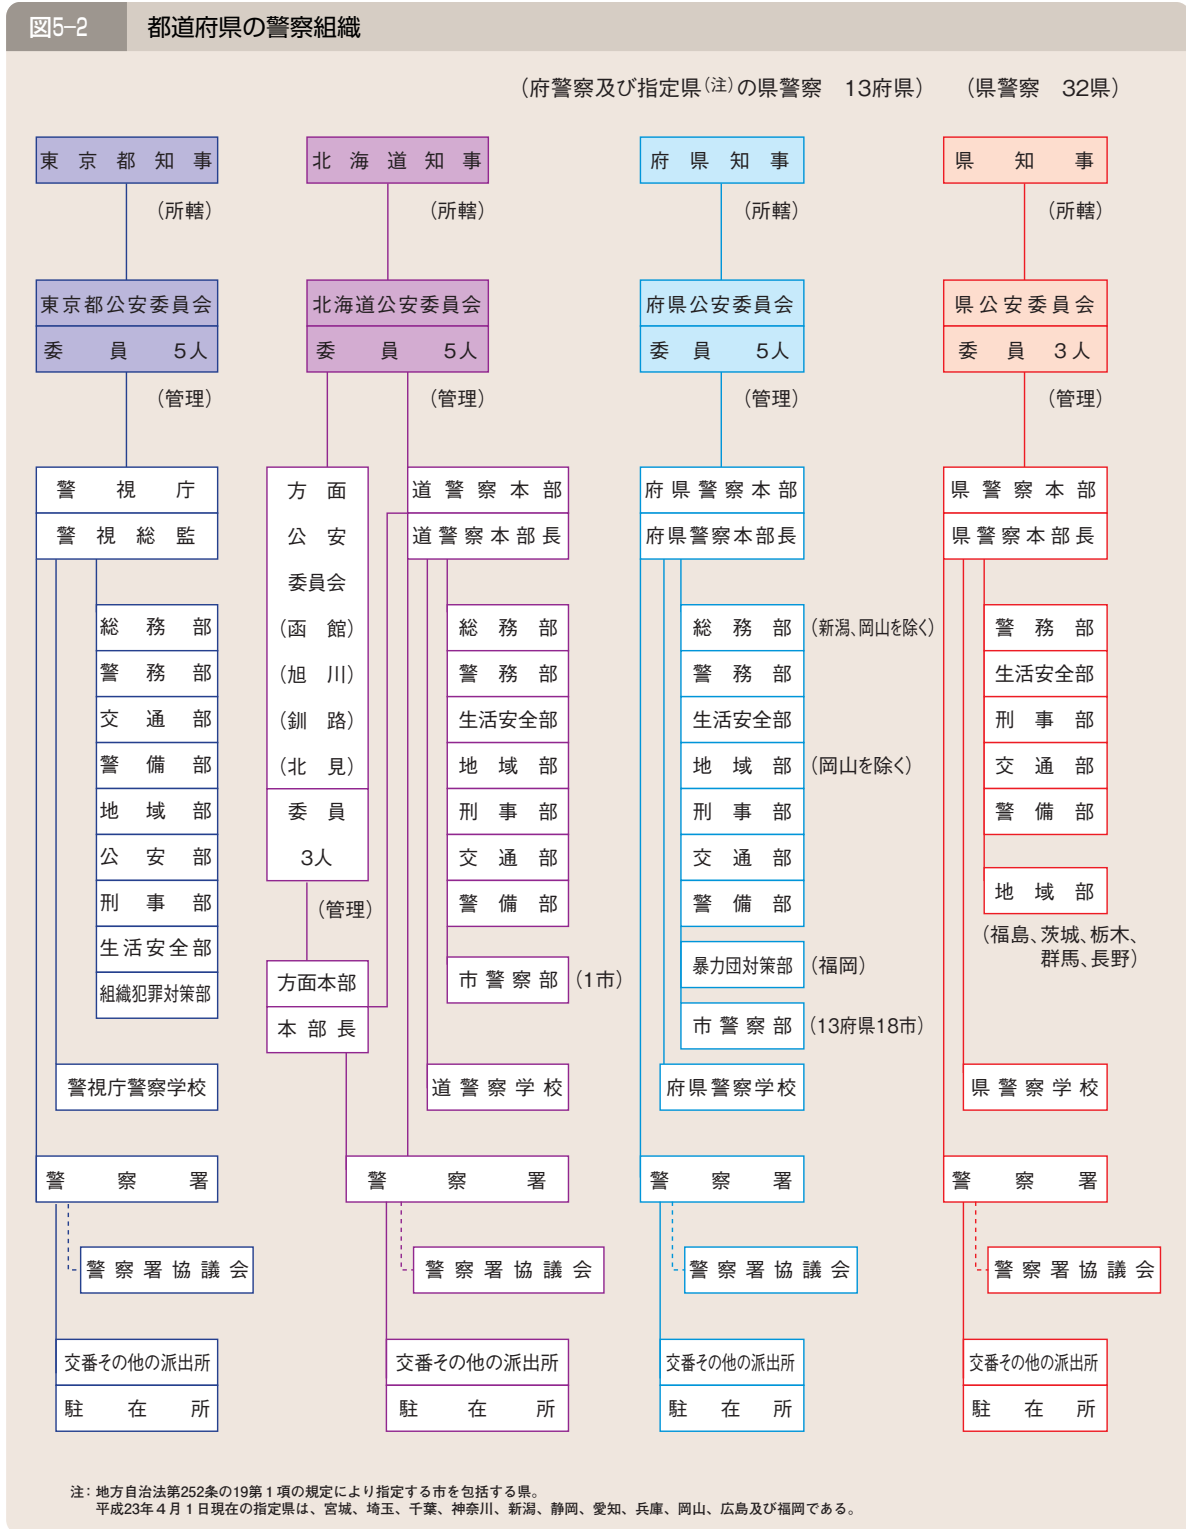 図5-2 都道府県の警察組織
（府警察及び指定県（注）の県警察　13府県）　（県警察　32県）
東京都知事
（所轄）
東京都公安委員会
委員 5人
（管理）
警視庁
警視総監
総務部
警務部
交通部
警備部
地域部
公安部
刑事部
生活安全部
組織犯罪対策部
警視庁警察学校
警察署
警察署協議会
交番その他の派出所
駐在所
北海道知事
（所轄）
北海道公安委員会
委員 5人
（管理）
方面
公安
委員会
（函館）
（旭川）
（釧路）
（北見）
委員
3人
（管理）
方面本部
本部長
道警察本部
道警察本部長
総務部
警務部
生活安全部
地域部
刑事部
交通部
警備部
市警察部（1市）
道警察学校
警察署
警察署協議会
交番その他の派出所
駐在所
府県知事
（所轄）
府県公安委員会
委員 5人
（管理）
府県警察本部
府県警察本部長
総務部（新潟、岡山を除く）
警務部
生活安全部
地域部（岡山を除く）
刑事部
交通部
警備部
暴力団対策部（福岡）
市警察部（13府県18市）
府県警察学校
警察署
警察署協議会
交番その他の派出所
駐在所
県知事
（所轄）
県公安委員会
委員 3人
（管理）
県警察本部
県警察本部長
警務部
生活安全部
刑事部
交通部
警備部
地域部
（福島、茨城、栃木、
群馬、長野）
県警察学校
警察署
警察署協議会
交番その他の派出所
駐在所
注：地方自治法第252条の19第1項の規定により指定する市を包括する県。
平成23年4月1日現在の指定県は、宮城、埼玉、千葉、神奈川、新潟、静岡、愛知、兵庫、岡山、広島及び福岡である。